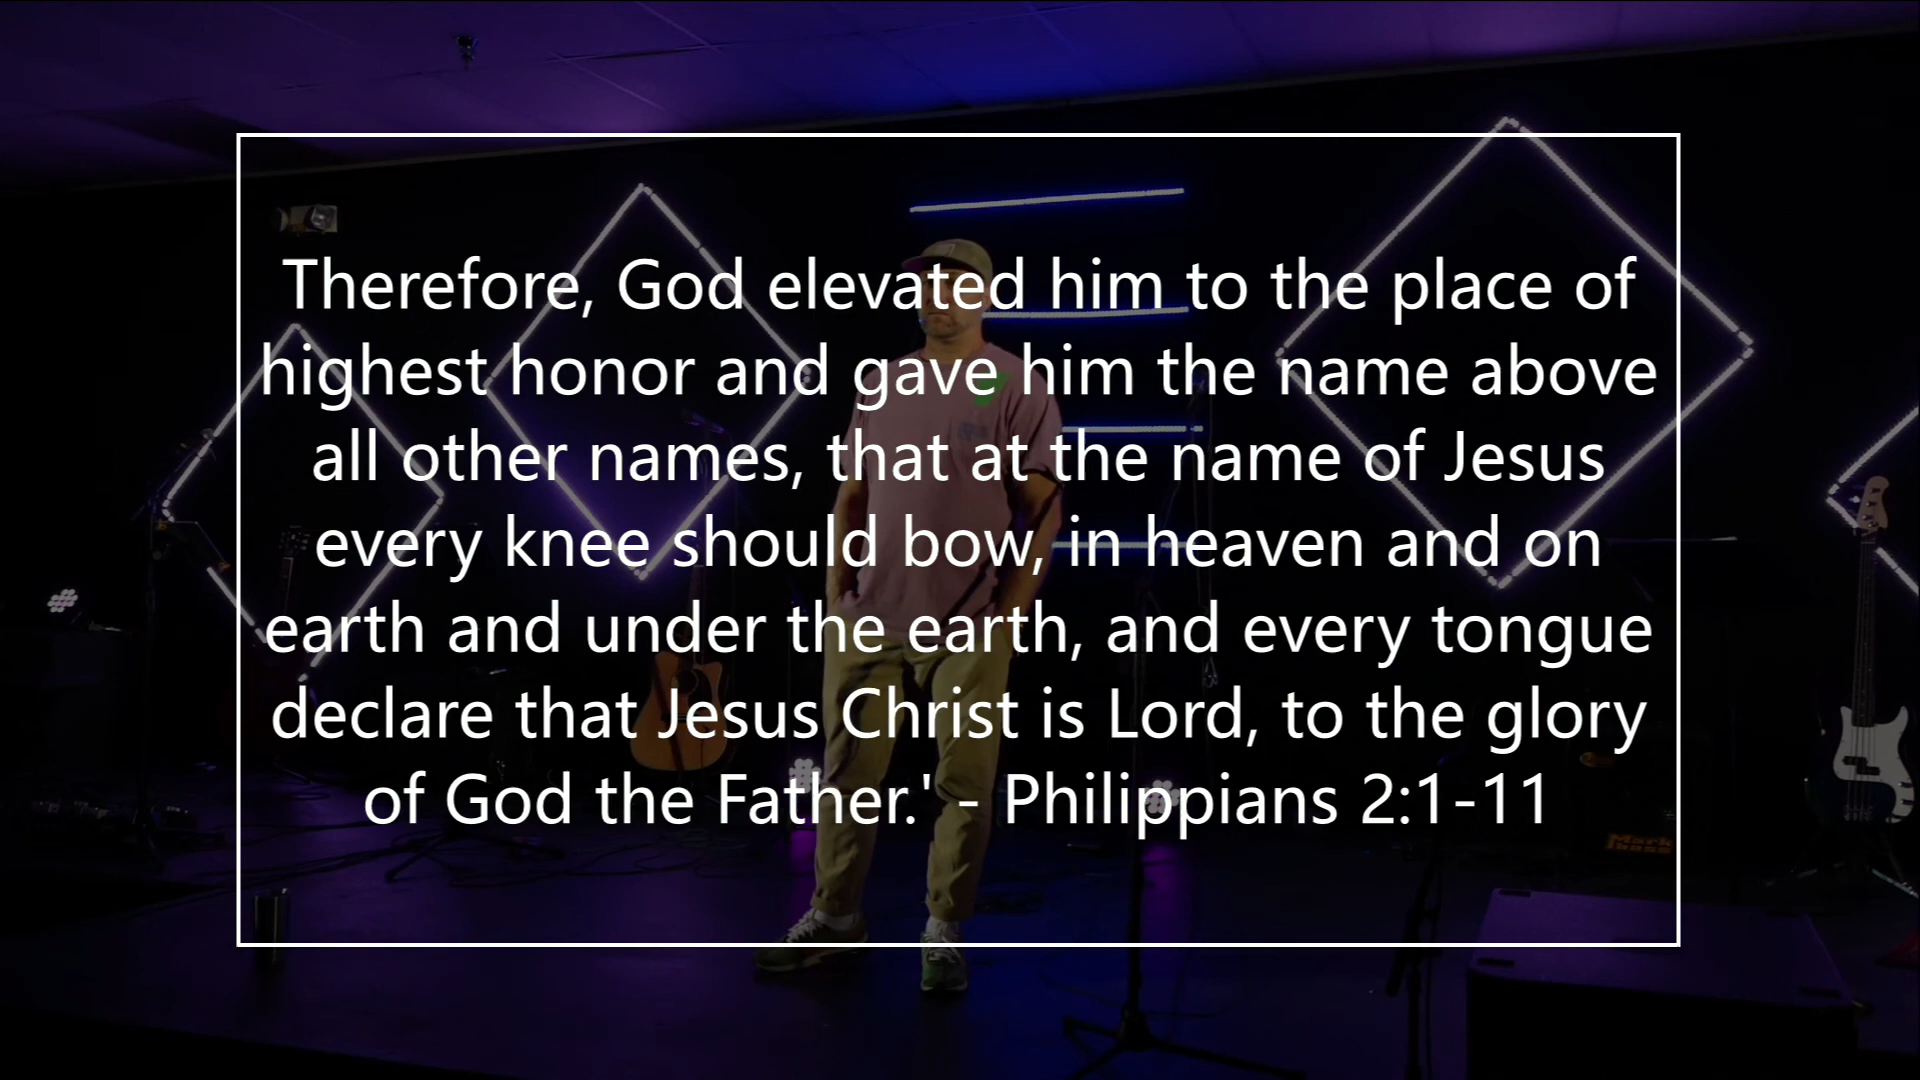 Therefore, God elevated him to the place of
highest honor and gave him the name above
all other names, that at the name of Jesus
every knee should bow, in heaven and on
earth and under the earth, and every tongue
declare that Jesus Christ is Lord, to the glory
of God the Father.' - Philippians 2:1-11
Mark
bass